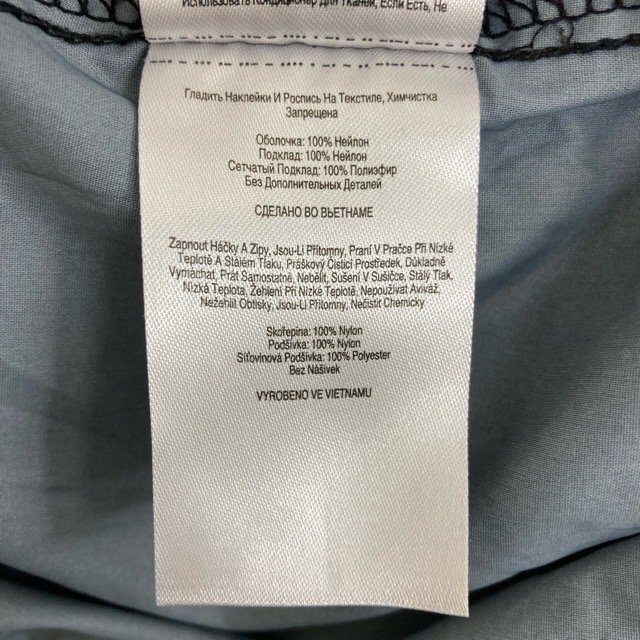 Использовать Кондиционер Для Тканей, Если Есть, Не
Гладить Наклейки И Роспись На Текстиле, Химчистка
Запрещена
Оболочка: 100% Нейлон
Подклад: 100% Нейлон
Сетчатый Подклад: 100% Полиэфир
Без Дополнительных Деталей
СДЕЛАНО ВО ВЬЕТНАМЕ
Zapnout Háčky A Zipy, Jsou-Li Přítomny, Praní V Pračce Při Nízké
Teplotě A Stálém Tlaku, Práškový Čistící Prostředek, Důkladně
Vymáchat, Prát Samostatně, Nebělit, Sušení V Sušičce, Stálý Tlak,
Nízká Teplota, Žehlení Při Nízké Teplotě, Nepoužívat Aviváž,
Nežehlil Obtisky, Jsou-Li Přítomny, Nečistit Chemicky
Skořepina: 100% Nylon
Podšívka: 100% Nylon
Síťovinová Podšívka: 100% Polyester
Bez Nášivek
VYROBENO VE VIETNAMU